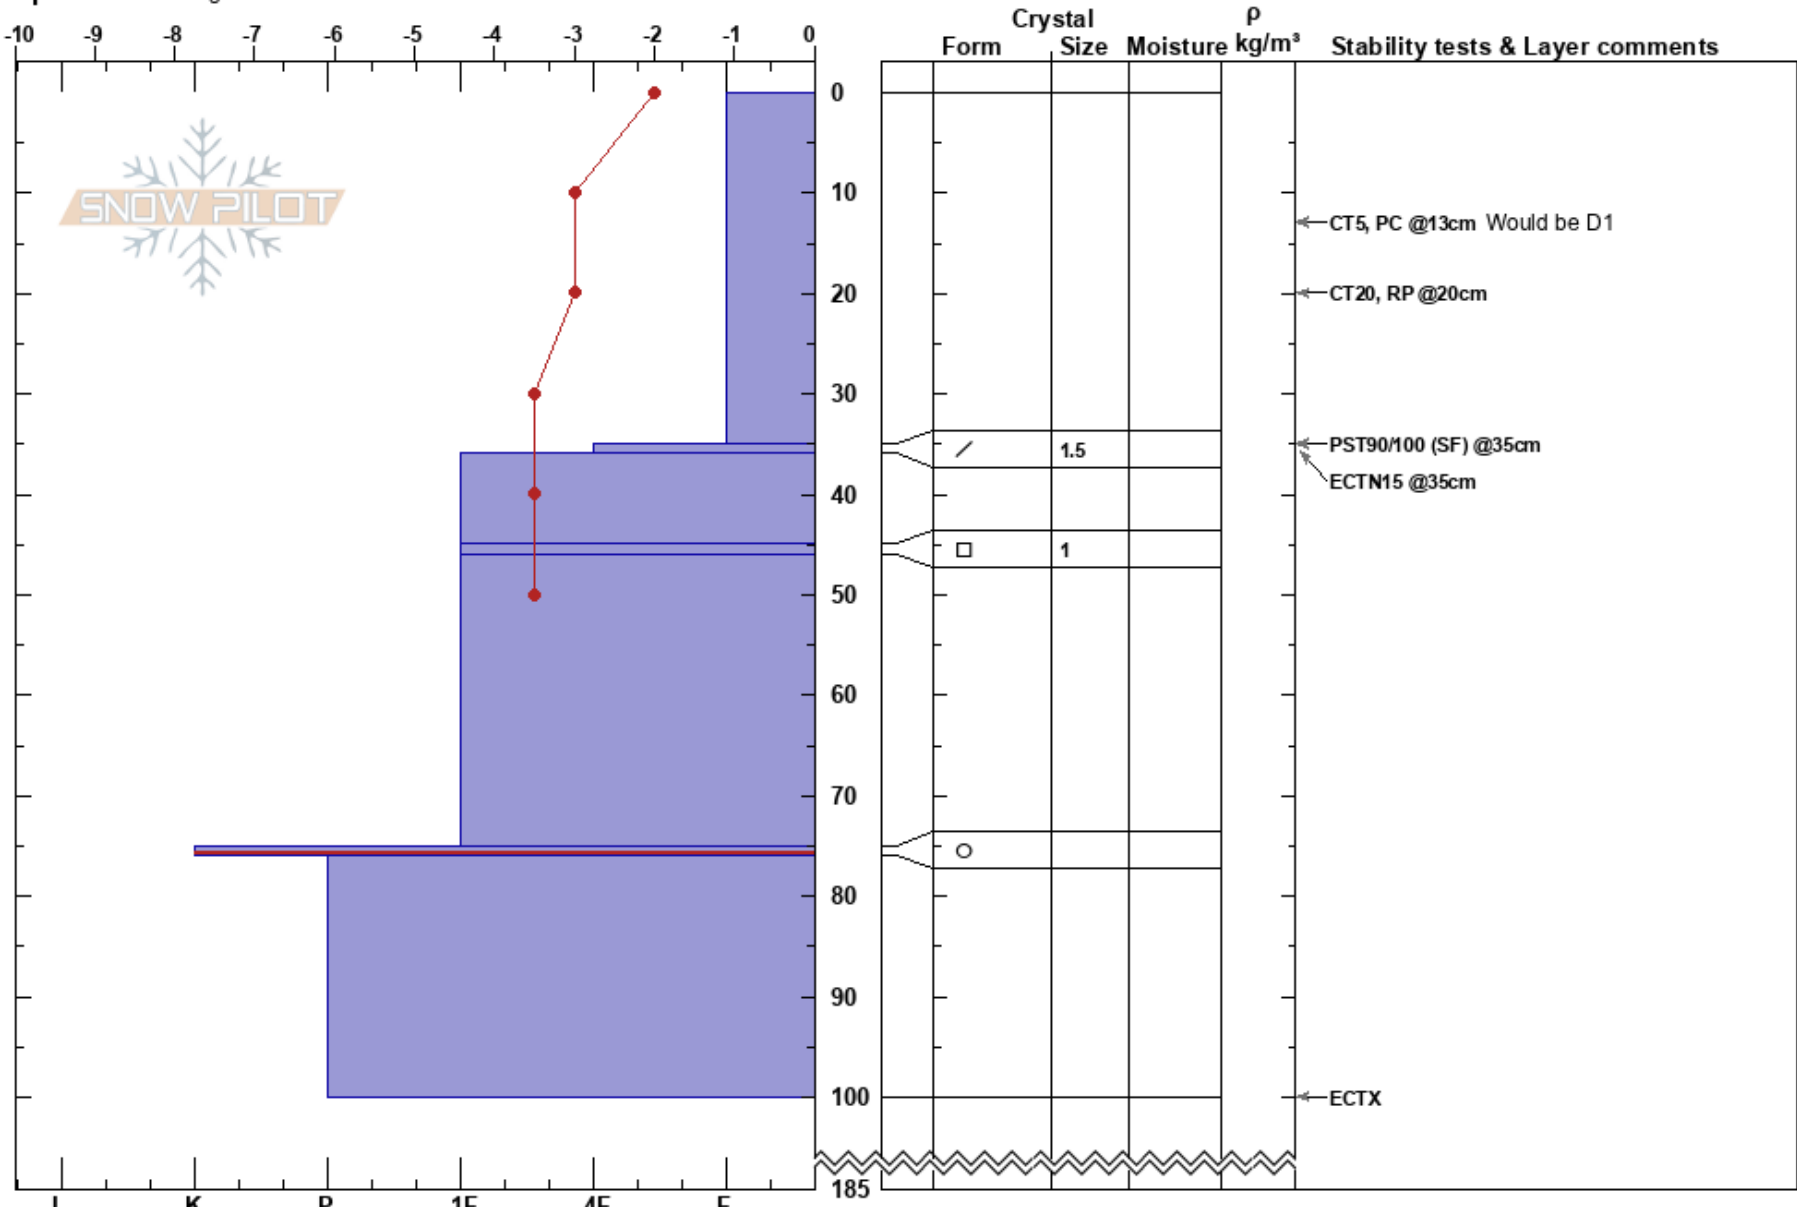 -10 -9 -8 -7 -6 -5 -4 -3 -2 -1 0
Crystal
Form Size Moisture
ρ
kg/m³
Stability tests & Layer comments
SNOW PILOT
0
10
CT5, PC @13cm Would be D1
20
CT20, RP @20cm
30
1.5
PST90/100 (SF) @35cm
ECTN15 @35cm
40
1
50
60
70
80
90
100
ECTX
185
I K P 1F 4F F